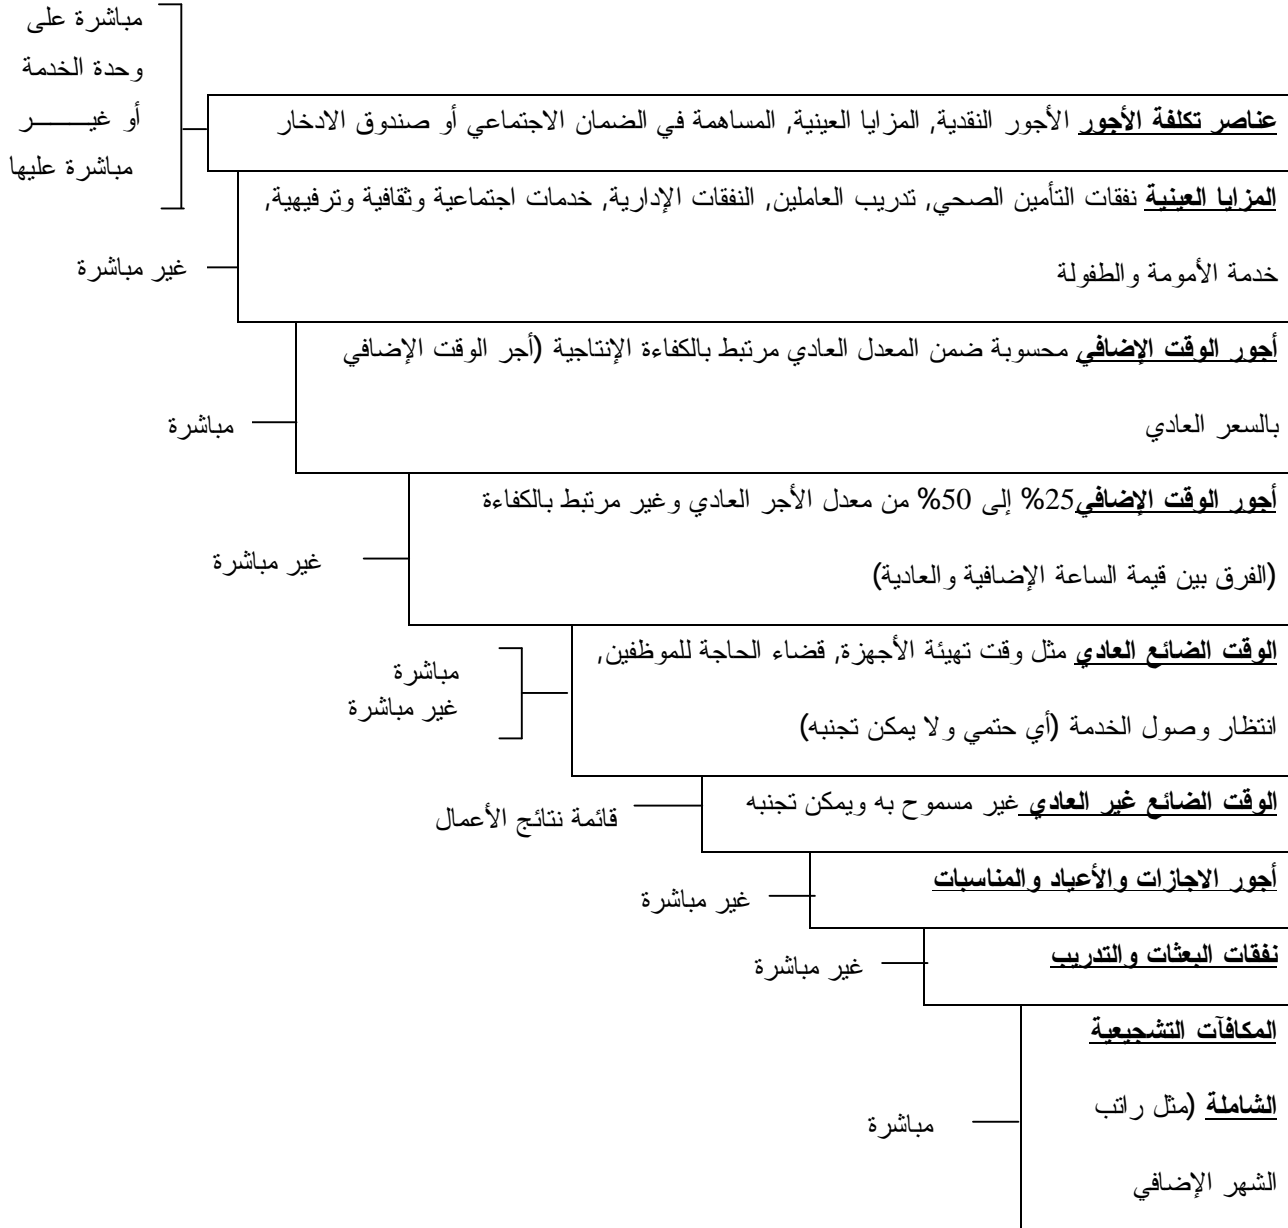 مباشرة على
وحدة الخدمة
أو غيـــــر
مباشرة عليها
عناصر تكلفة الأجور الأجور النقدية, المزايا العينية, المساهمة في الضمان الاجتماعي أو صندوق الادخار
المزايا العينية نفقات التأمين الصحي, تدريب العاملين, النفقات الإدارية, خدمات اجتماعية وثقافية وترفيهية,
خدمة الأمومة والطفولة
غير مباشرة
أجور الوقت الإضافي محسوبة ضمن المعدل العادي مرتبط بالكفاءة الإنتاجية (أجر الوقت الإضافي
بالسعر العادي
مباشرة
أجور الوقت الإضافي25% إلى 50% من معدل الأجر العادي وغير مرتبط بالكفاءة
(الفرق بين قيمة الساعة الإضافية والعادية)
غير مباشرة
الوقت الضائع العادي مثل وقت تهيئة الأجهزة, قضاء الحاجة للموظفين,
انتظار وصول الخدمة (أي حتمي ولا يمكن تجنبه)
مباشرة
غير مباشرة
الوقت الضائع غير العادي غير مسموح به ويمكن تجنبه
قائمة نتائج الأعمال
أجور الاجازات والأعياد والمناسبات
غير مباشرة
نفقات البعثات والتدريب
غير مباشرة
المكافآت التشجيعية
الشاملة (مثل راتب
الشهر الإضافي
مباشرة